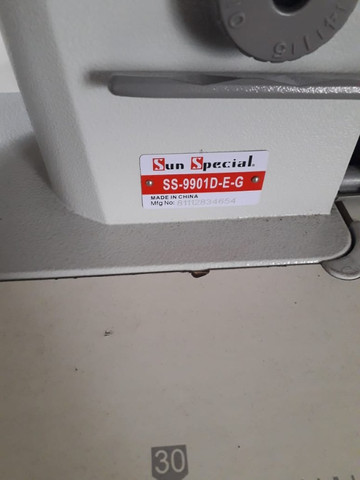 Sun Special
SS-9901D-E-G
MADE IN CHINA
Mfg No:
30